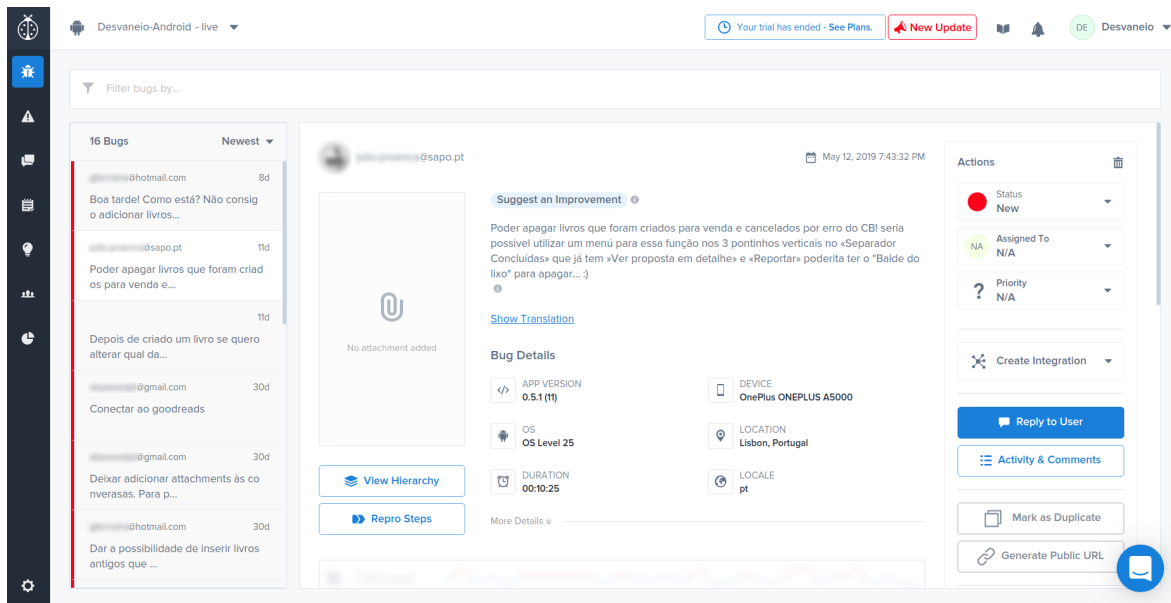 Desvaneio-Android - live
Your trial has ended - See Plans.
New Update
DE
Desvaneio
Filter bugs by...
16 Bugs
Newest
@hotmail.com
8d
Boa tarde! Como está? Não consig
o adicionar livros...
@sapo.pt
11d
Poder apagar livros que foram criad
os para venda e...
11d
Depois de criado um livro se quero
alterar qual da...
@gmail.com
30d
Conectar ao goodreads
@gmail.com
30d
Deixar adicionar attachments às co
nverasas. Para p...
@hotmail.com
30d
Dar a possibilidade de inserir livros
antigos que ...
@sapo.pt
May 12, 2019 7:43:32 PM
No attachment added
View Hierarchy
Repro Steps
Suggest an Improvement
Poder apagar livros que foram criados para venda e cancelados por erro do CB! seria
possivel utilizar um menú para essa função nos 3 pontinhos verticais no «Separador
Concluídas» que já tem »Ver proposta em detalhe» e «Reportar» poderita ter o "Balde do
lixo" para apagar... :)
Show Translation
Bug Details
APP VERSION
0.5.1 (11)
DEVICE
OnePlus ONEPLUS A5000
OS
OS Level 25
LOCATION
Lisbon, Portugal
DURATION
00:10:25
LOCALE
pt
More Details
Actions
Status
New
NA
Assigned To
N/A
?
Priority
N/A
Create Integration
Reply to User
Activity & Comments
Mark as Duplicate
Generate Public URL